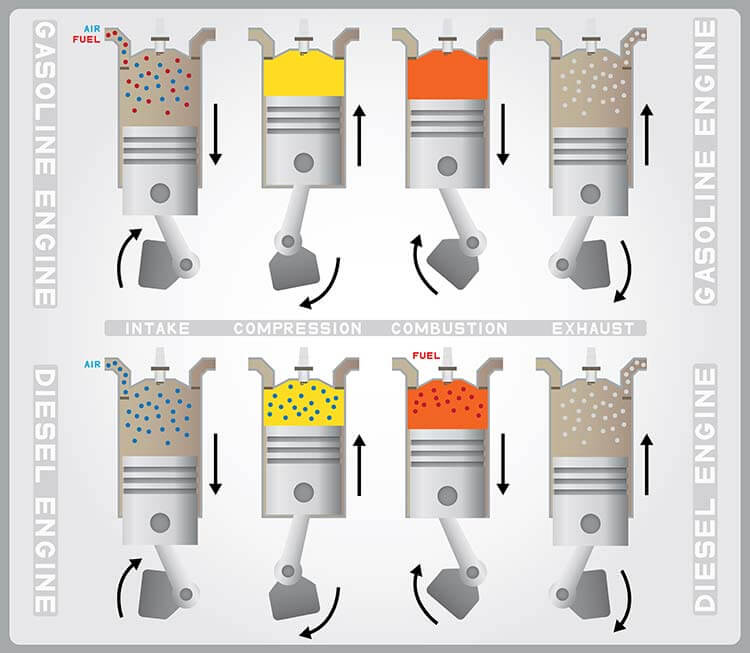 GASOLINE ENGINE
AIR
FUEL
GASOLINE ENGINE
INTAKE COMPRESSION COMBUSTION EXHAUST
DIESEL ENGINE
AIR
FUEL
DIESEL ENGINE